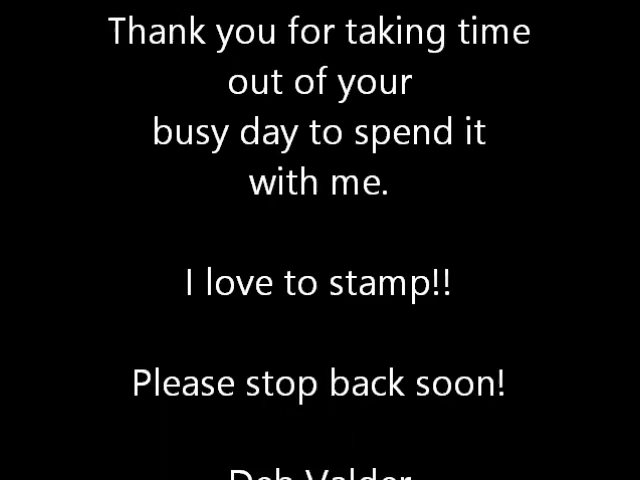 Thank you for taking time
out of your
busy day to spend it
with me.
I love to stamp!!
Please stop back soon!
Deb Valder